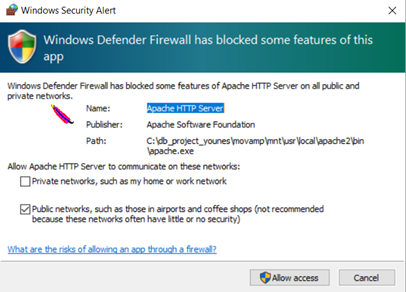 Windows Security Alert
Windows Defender Firewall has blocked some features of this
app
Windows Defender Firewall has blocked some features of Apache HTTP Server on all public and
private networks.
Name: Apache HTTP Server
Publisher: Apache Software Foundation
Path: C:\db_project_younes\movamp\mnt\usr\local\apache2\bin
\apache.exe
Allow Apache HTTP Server to communicate on these networks:
Private networks, such as my home or work network
Public networks, such as those in airports and coffee shops (not recommended
because these networks often have little or no security)
What are the risks of allowing an app through a firewall?
Allow access Cancel